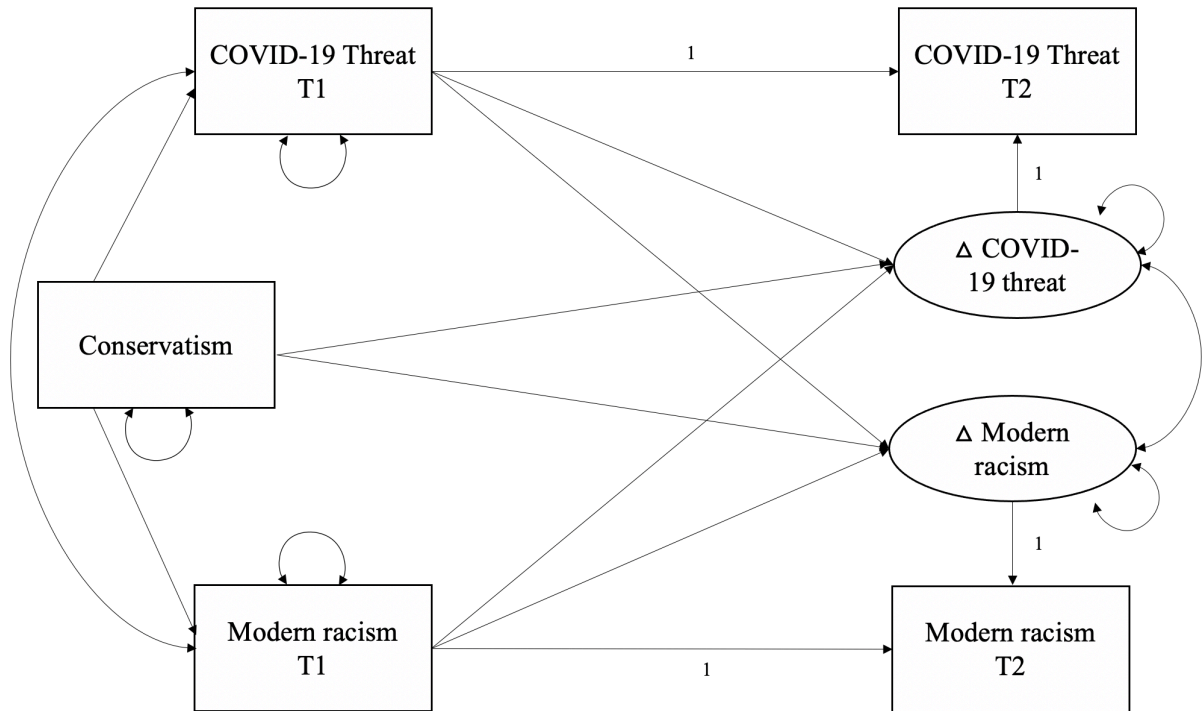 COVID-19 Threat
T1
1
COVID-19 Threat
T2
1
Δ COVID-
19 threat
Conservatism
Δ Modern
racism
1
Modern racism
T1
1
Modern racism
T2